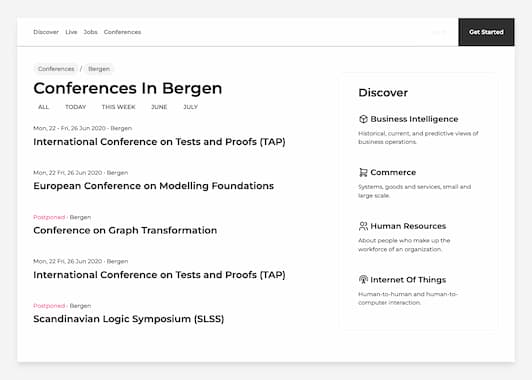 Discover Live Jobs Conferences
Get Started
Conferences / Bergen
Conferences In Bergen
ALL TODAY THIS WEEK JUNE JULY
Mon, 22 - Fri, 26 Jun 2020 · Bergen
International Conference on Tests and Proofs (TAP)
Mon, 22 Fri, 26 Jun 2020 · Bergen
European Conference on Modelling Foundations
Postponed · Bergen
Conference on Graph Transformation
Mon, 22 Fri, 26 Jun 2020 · Bergen
International Conference on Tests and Proofs (TAP)
Postponed · Bergen
Scandinavian Logic Symposium (SLSS)
Discover
Business Intelligence
Historical, current, and predictive views of
business operations.
Commerce
Systems, goods and services, small and
large scale.
Human Resources
About people who make up the
workforce of an organization.
Internet Of Things
Human-to-human and human-to-
computer interaction.